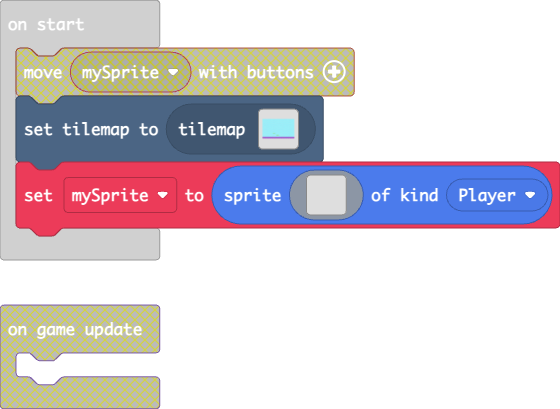 on start
move mySprite with buttons
set tilemap to tilemap
set mySprite to sprite of kind Player
on game update